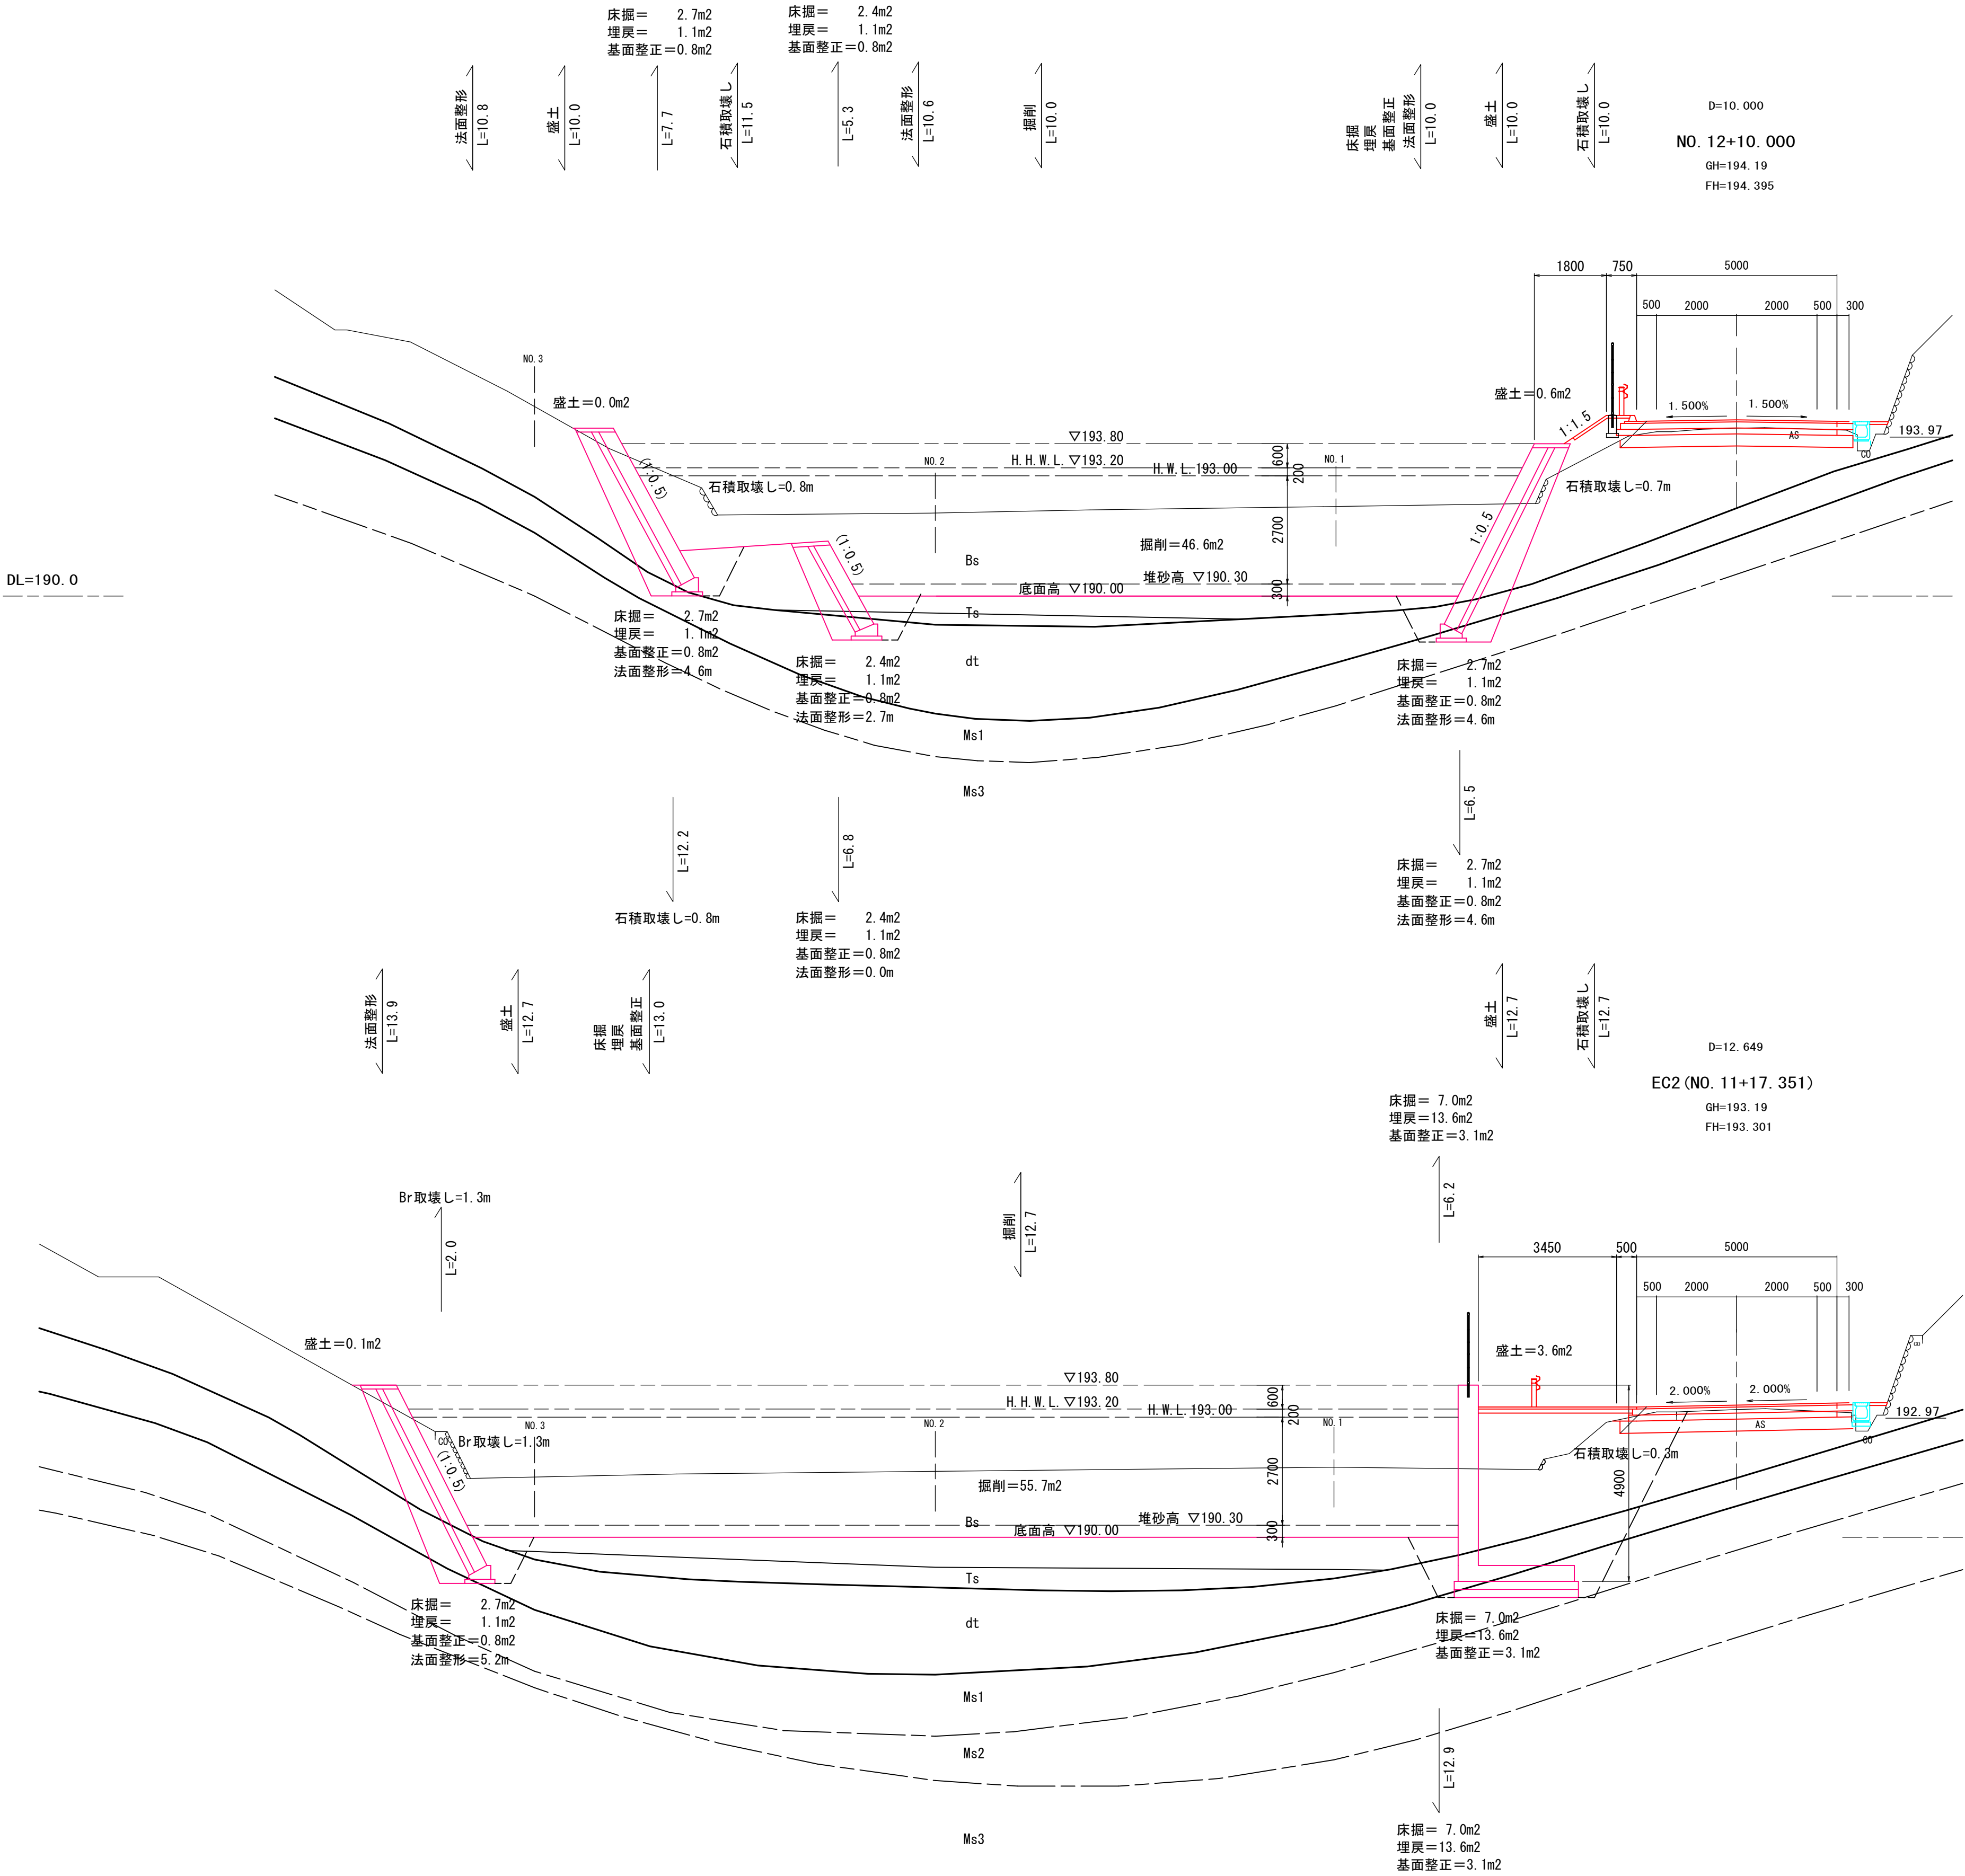 床掘＝ 2.7m2
埋戻＝ 1.1m2
基面整正＝0.8m2
床掘＝ 2.4m2
埋戻＝ 1.1m2
基面整正＝0.8m2
法面整形
L=10.8
盛土
L=10.0
L=7.7
石積取壊し
L=11.5
L=5.3
法面整形
L=10.6
掘削
L=10.0
床掘
埋戻
基面整正
法面整形
L=10.0
盛土
L=10.0
石積取壊し
L=10.0
D=10.000
NO.12+10.000
GH=194.19
FH=194.395
1800
750
5000
500
2000
2000
500
300
NO.3
盛土＝0.0m2
盛土＝0.6m2
1:1.5
1.500%
1.500%
AS
CO
193.97
▽193.80
H.H.W.L.▽193.20
H.W.L.193.00
NO.2
NO.1
600
200
(1:0.5)
石積取壊し=0.8m
石積取壊し=0.7m
2700
1:0.5
掘削＝46.6m2
(1:0.5)
Bs
堆砂高 ▽190.30
DL=190.0
底面高 ▽190.00
300
Ts
床掘＝ 2.7m2
埋戻＝ 1.1m2
基面整正＝0.8m2
法面整形＝4.6m
dt
床掘＝ 2.4m2
埋戻＝ 1.1m2
基面整正＝0.8m2
法面整形＝2.7m
床掘＝ 2.7m2
埋戻＝ 1.1m2
基面整正＝0.8m2
法面整形＝4.6m
Ms1
Ms3
L=12.2
L=6.8
L=6.5
石積取壊し=0.8m
床掘＝ 2.4m2
埋戻＝ 1.1m2
基面整正＝0.8m2
法面整形＝0.0m
床掘＝ 2.7m2
埋戻＝ 1.1m2
基面整正＝0.8m2
法面整形＝4.6m
法面整形
L=13.9
盛土
L=12.7
床掘
埋戻
基面整正
L=13.0
盛土
L=12.7
石積取壊し
L=12.7
D=12.649
EC2(NO.11+17.351)
GH=193.19
FH=193.301
床掘＝ 7.0m2
埋戻＝13.6m2
基面整正＝3.1m2
L=6.2
Br取壊し=1.3m
L=2.0
掘削
L=12.7
3450
500
5000
500
2000
2000
500
300
盛土＝0.1m2
盛土＝3.6m2
CO
2.000%
2.000%
AS
CO
192.97
▽193.80
H.H.W.L.▽193.20
H.W.L.193.00
NO.3
NO.2
NO.1
600
200
CO
Br取壊し=1.3m
(1:0.5)
石積取壊し=0.3m
2700
4900
掘削＝55.7m2
Bs
堆砂高 ▽190.30
底面高 ▽190.00
300
Ts
床掘＝ 2.7m2
埋戻＝ 1.1m2
基面整正＝0.8m2
法面整形＝5.2m
dt
床掘＝ 7.0m2
埋戻＝13.6m2
基面整正＝3.1m2
Ms1
Ms2
Ms3
L=12.9
床掘＝ 7.0m2
埋戻＝13.6m2
基面整正＝3.1m2